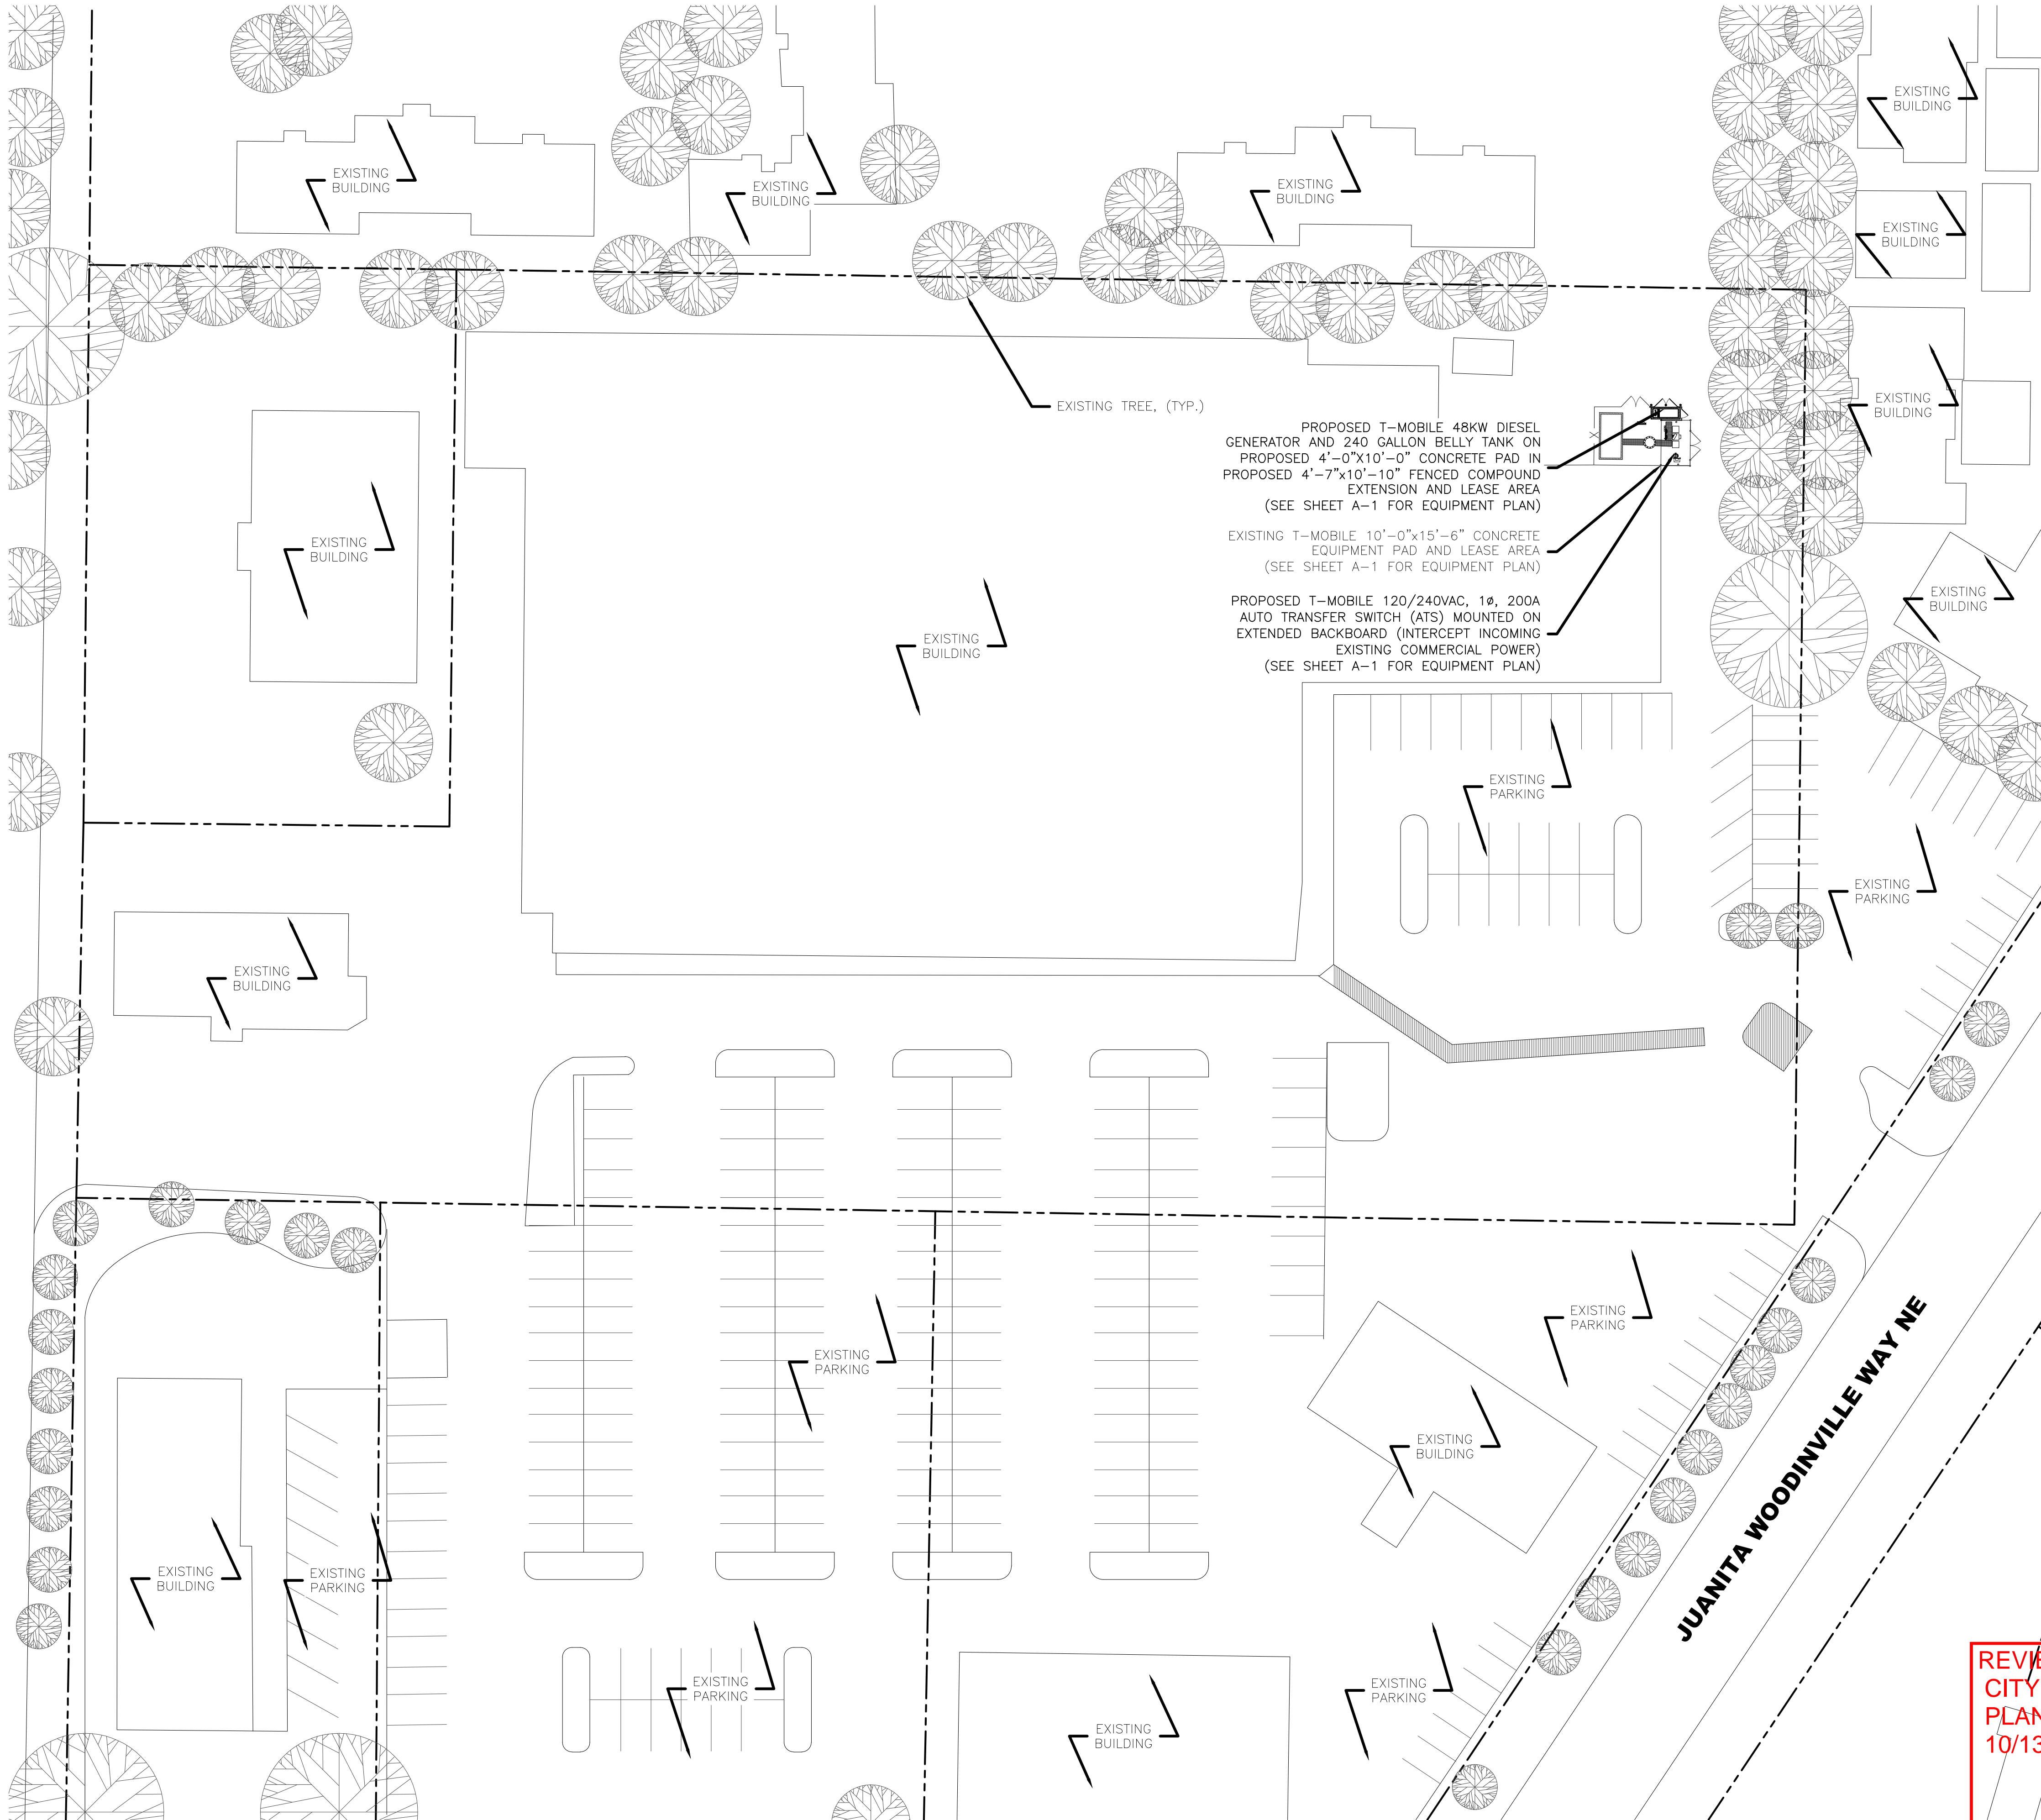 EXISTING
BUILDING
EXISTING
BUILDING
EXISTING
BUILDING
EXISTING
BUILDING
EXISTING
BUILDING
EXISTING
BUILDING
EXISTING TREE, (TYP.)
PROPOSED T-MOBILE 48KW DIESEL
GENERATOR AND 240 GALLON BELLY TANK ON
PROPOSED 4'-0"X10'-0" CONCRETE PAD IN
PROPOSED 4'-7"x10'-10" FENCED COMPOUND
EXTENSION AND LEASE AREA
(SEE SHEET A-1 FOR EQUIPMENT PLAN)
EXISTING T-MOBILE 10'-0"x15'-6" CONCRETE
EQUIPMENT PAD AND LEASE AREA
(SEE SHEET A-1 FOR EQUIPMENT PLAN)
PROPOSED T-MOBILE 120/240VAC, 1ø, 200A
AUTO TRANSFER SWITCH (ATS) MOUNTED ON
EXTENDED BACKBOARD (INTERCEPT INCOMING
EXISTING COMMERCIAL POWER)
(SEE SHEET A-1 FOR EQUIPMENT PLAN)
EXISTING
BUILDING
EXISTING
BUILDING
EXISTING
BUILDING
EXISTING
PARKING
EXISTING
PARKING
EXISTING
BUILDING
EXISTING
PARKING
EXISTING
PARKING
EXISTING
BUILDING
JUANITA WOODINVILLE WAY NE
EXISTING
BUILDING
EXISTING
PARKING
EXISTING
PARKING
EXISTING
PARKING
EXISTING
BUILDING
CITY
PLAN
10/13